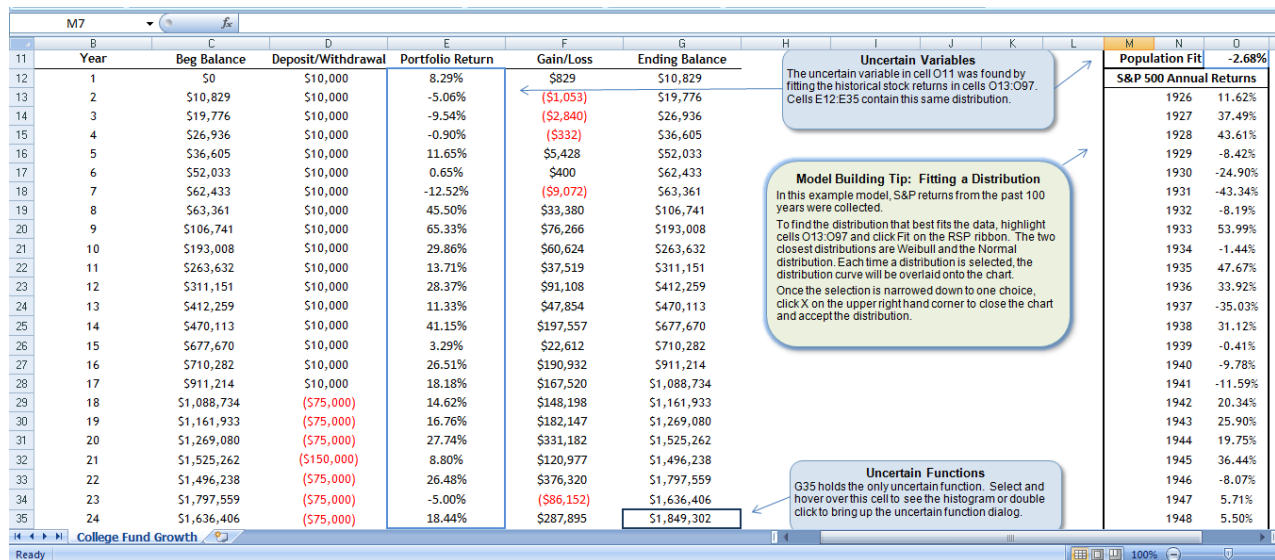 M7 fx
B C D E F G H I J K L M N O
11 Year Beg Balance Deposit/Withdrawal Portfolio Return Gain/Loss Ending Balance Population Fit -2.68%
12 1 $0 $10,000 8.29% $829 $10,829 S&P 500 Annual Returns
13 2 $10,829 $10,000 -5.06% ($1,053) $19,776 1926 11.62%
14 3 $19,776 $10,000 -9.54% ($2,840) $26,936 1927 37.49%
15 4 $26,936 $10,000 -0.90% ($332) $36,605 1928 43.61%
16 5 $36,605 $10,000 11.65% $5,428 $52,033 1929 -8.42%
17 6 $52,033 $10,000 0.65% $400 $62,433 1930 -24.90%
18 7 $62,433 $10,000 -12.52% ($9,072) $63,361 1931 -43.34%
19 8 $63,361 $10,000 45.50% $33,380 $106,741 1932 -8.19%
20 9 $106,741 $10,000 65.33% $76,266 $193,008 1933 53.99%
21 10 $193,008 $10,000 29.86% $60,624 $263,632 1934 -1.44%
22 11 $263,632 $10,000 13.71% $37,519 $311,151 1935 47.67%
23 12 $311,151 $10,000 28.37% $91,108 $412,259 1936 33.92%
24 13 $412,259 $10,000 11.33% $47,854 $470,113 1937 -35.03%
25 14 $470,113 $10,000 41.15% $197,557 $677,670 1938 31.12%
26 15 $677,670 $10,000 3.29% $22,612 $710,282 1939 -0.41%
27 16 $710,282 $10,000 26.51% $190,932 $911,214 1940 -9.78%
28 17 $911,214 $10,000 18.18% $167,520 $1,088,734 1941 -11.59%
29 18 $1,088,734 ($75,000) 14.62% $148,198 $1,161,933 1942 20.34%
30 19 $1,161,933 ($75,000) 16.76% $182,147 $1,269,080 1943 25.90%
31 20 $1,269,080 ($75,000) 27.74% $331,182 $1,525,262 1944 19.75%
32 21 $1,525,262 ($150,000) 8.80% $120,977 $1,496,238 1945 36.44%
33 22 $1,496,238 ($75,000) 26.48% $376,320 $1,797,559 1946 -8.07%
34 23 $1,797,559 ($75,000) -5.00% ($86,152) $1,636,406 1947 5.71%
35 24 $1,636,406 ($75,000) 18.44% $287,895 $1,849,302 1948 5.50%
Uncertain Variables
The uncertain variable in cell O11 was found by
fitting the historical stock returns in cells O13:O97.
Cells E12:E35 contain this same distribution.
Model Building Tip: Fitting a Distribution
In this example model, S&P returns from the past 100
years were collected.
To find the distribution that best fits the data, highlight
cells O13:O97 and click Fit on the RSP ribbon. The two
closest distributions are Weibull and the Normal
distribution. Each time a distribution is selected, the
distribution curve will be overlaid onto the chart.
Once the selection is narrowed down to one choice,
click X on the upper right hand corner to close the chart
and accept the distribution.
Uncertain Functions
G35 holds the only uncertain function. Select and
hover over this cell to see the histogram or double
click to bring up the uncertain function dialog.
College Fund Growth
Ready 100%